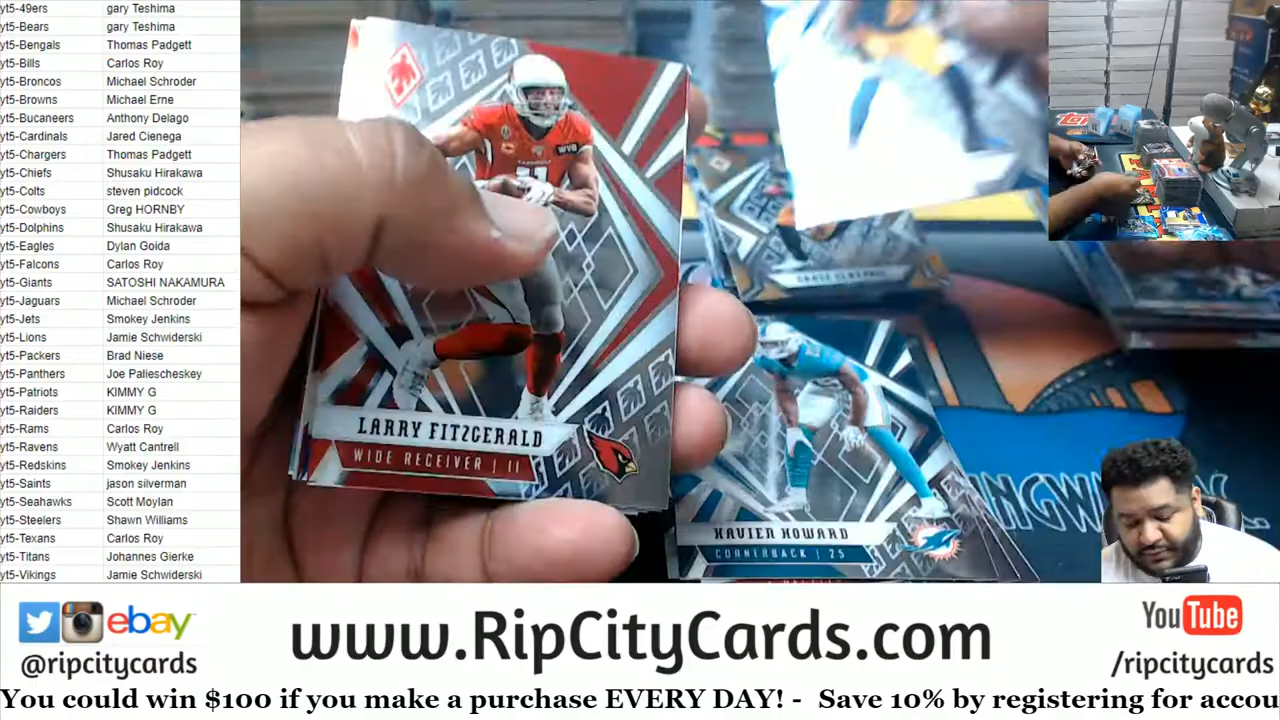 yt5-49ers gary Teshima
yt5-Bears gary Teshima
yt5-Bengals Thomas Padgett
yt5-Bills Carlos Roy
yt5-Broncos Michael Schroder
yt5-Browns Michael Erne
yt5-Bucaneers Anthony Delago
yt5-Cardinals Jared Cienega
yt5-Chargers Thomas Padgett
yt5-Chiefs Shusaku Hirakawa
yt5-Colts steven pidcock
yt5-Cowboys Greg HORNBY
yt5-Dolphins Shusaku Hirakawa
yt5-Eagles Dylan Goida
yt5-Falcons Carlos Roy
yt5-Giants SATOSHI NAKAMURA
yt5-Jaguars Michael Schroder
yt5-Jets Smokey Jenkins
yt5-Lions Jamie Schwiderski
yt5-Packers Brad Niese
yt5-Panthers Joe Paliescheskey
yt5-Patriots KIMMY G
yt5-Raiders KIMMY G
yt5-Rams Carlos Roy
yt5-Ravens Wyatt Cantrell
yt5-Redskins Smokey Jenkins
yt5-Saints jason silverman
yt5-Seahawks Scott Moylan
yt5-Steelers Shawn Williams
yt5-Texans Carlos Roy
yt5-Titans Johannes Gierke
yt5-Vikings Jamie Schwiderski
LARRY FITZGERALD
WIDE RECEIVER | 11
XAVIEN HOWARD
CORNERBACK | 25
ebay
@ripcitycards
www.RipCityCards.com
YouTube
/ripcitycards
You could win $100 if you make a purchase EVERY DAY! - Save 10% by registering for accou